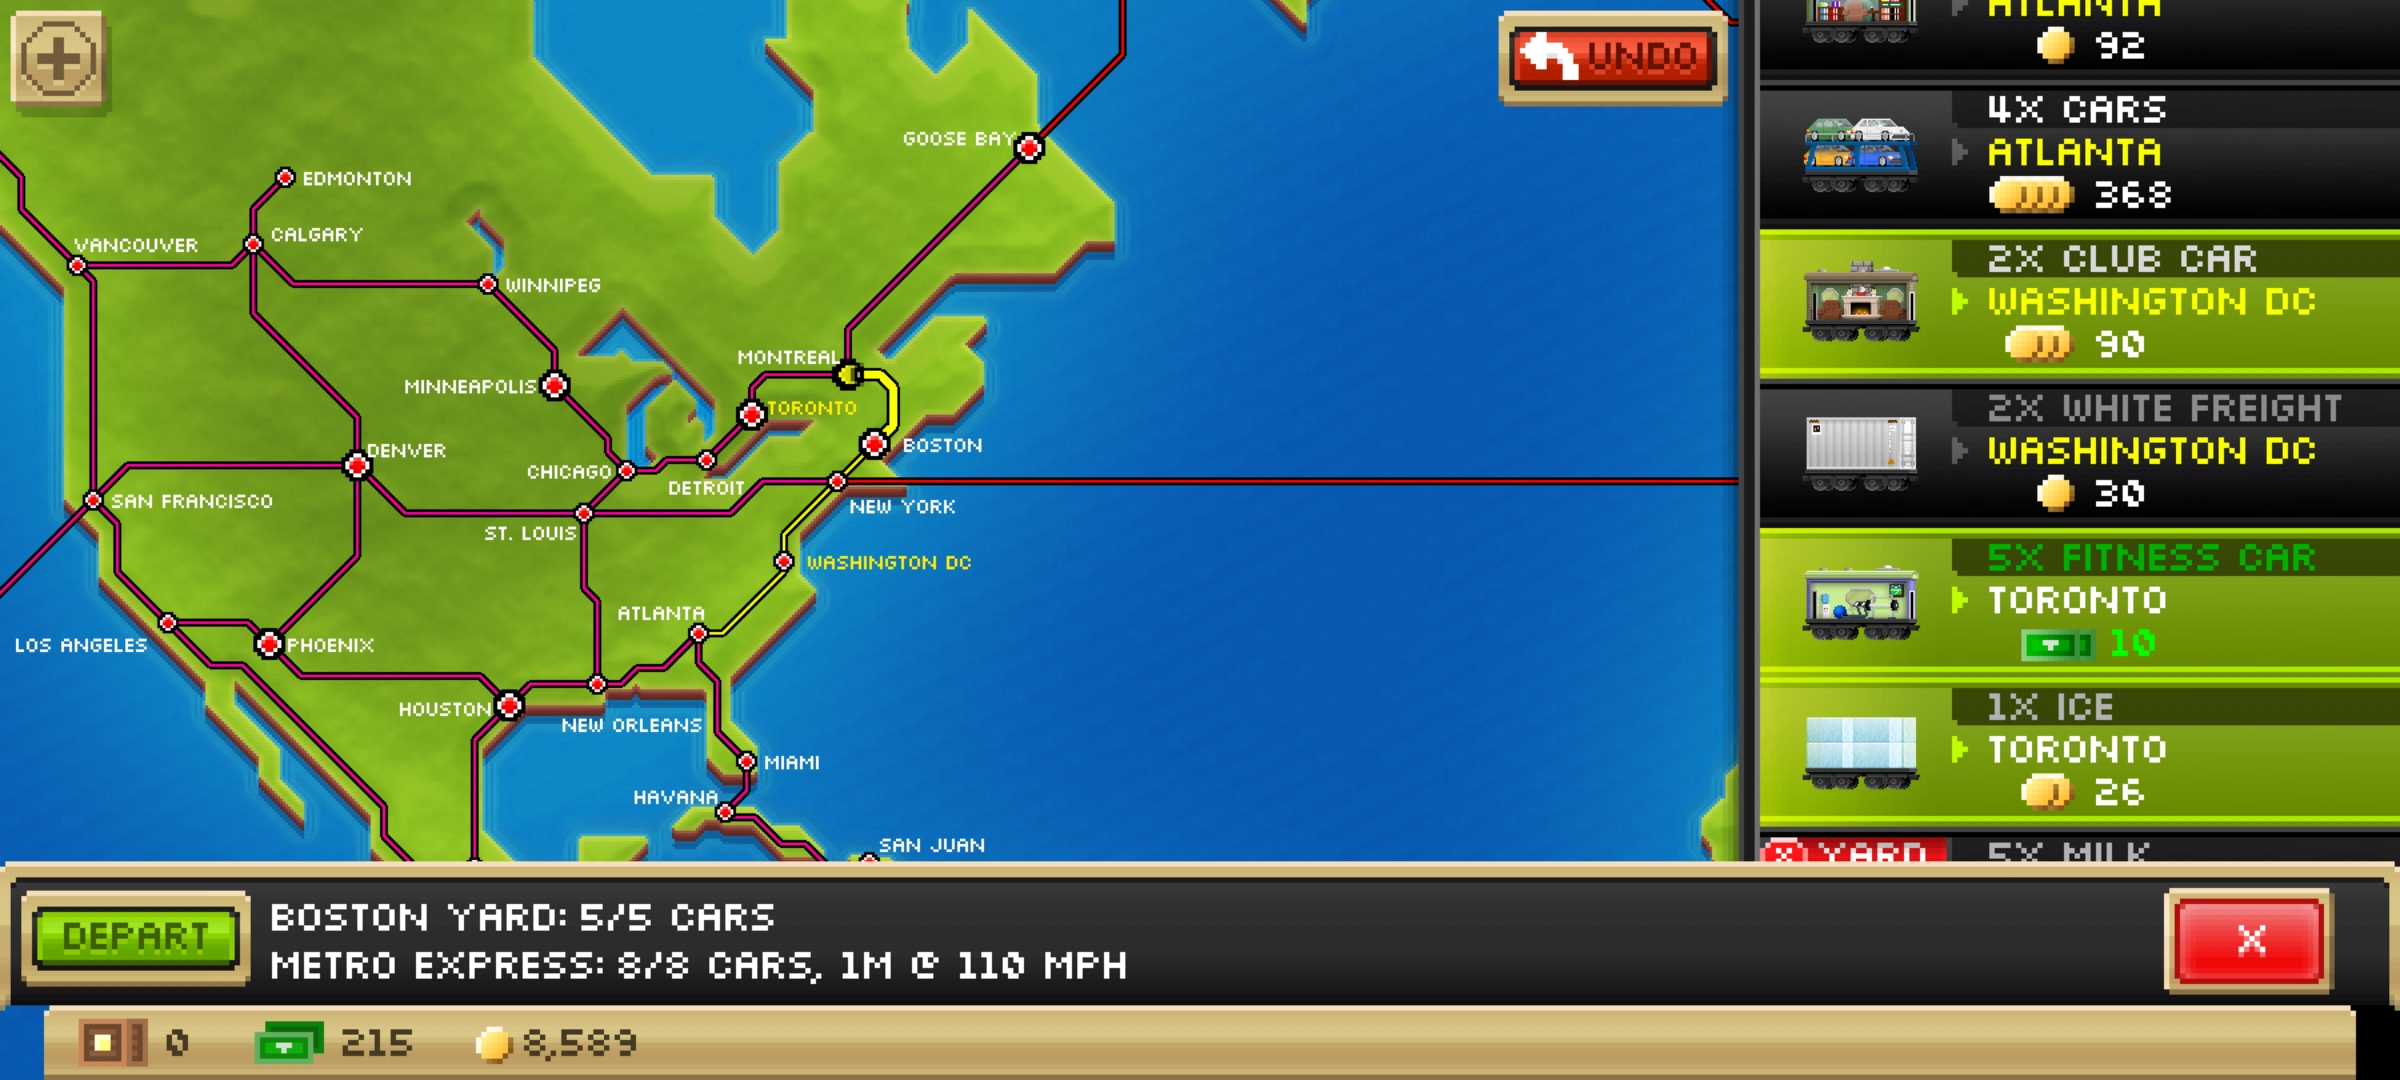 UNDO
GOOSE BAY
EDMONTON
CALGARY
VANCOUVER
WINNIPEG
MONTREAL
MINNEAPOLIS
TORONTO
BOSTON
DENVER
CHICAGO
DETROIT
SAN FRANCISCO
NEW YORK
ST. LOUIS
WASHINGTON DC
ATLANTA
LOS ANGELES
PHOENIX
HOUSTON
NEW ORLEANS
MIAMI
HAVANA
SAN JUAN
ATLANTA
92
4X CARS
ATLANTA
368
2X CLUB CAR
WASHINGTON DC
90
2X WHITE FREIGHT
WASHINGTON DC
30
5X FITNESS CAR
TORONTO
10
1X ICE
TORONTO
26
YARD
5X MILK
DEPART
BOSTON YARD: 5/5 CARS
METRO EXPRESS: 8/8 CARS, 1M @ 110 MPH
X
0
215
8,589